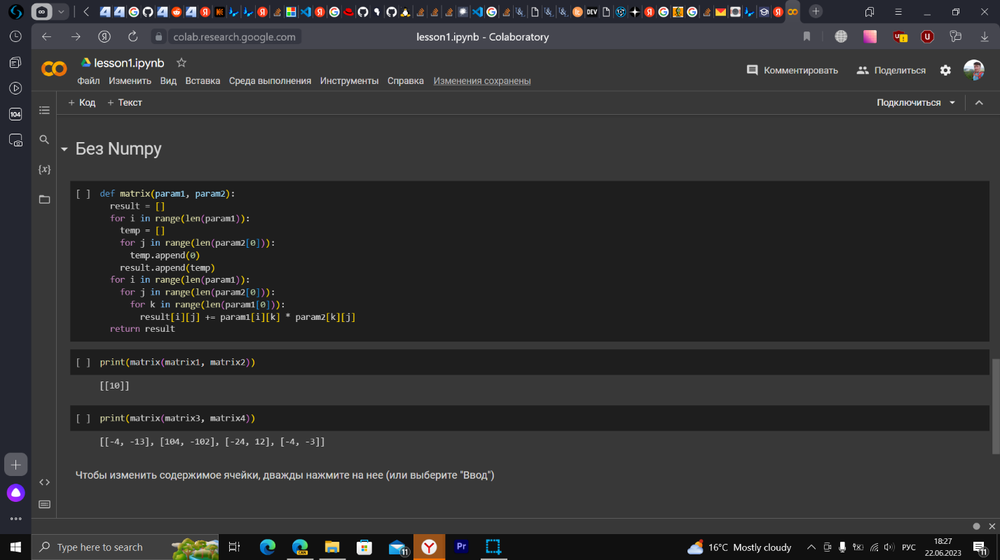 colab.research.google.com
lesson1.ipynb - Colaboratory
lesson1.ipynb
Файл Изменить Вид Вставка Среда выполнения Инструменты Справка Изменения сохранены
Комментировать Поделиться
+ Код + Текст
Подключиться
104
{x}
Без Numpy
[ ] def matrix(param1, param2):
result = []
for i in range(len(param1)):
temp = []
for j in range(len(param2[0])):
temp.append(0)
result.append(temp)
for i in range(len(param1)):
for j in range(len(param2[0])):
for k in range(len(param1[0])):
result[i][j] += param1[i][k] * param2[k][j]
return result
[ ] print(matrix(matrix1, matrix2))
[[10]]
[ ] print(matrix(matrix3, matrix4))
[[-4, -13], [104, -102], [-24, 12], [-4, -3]]
Чтобы изменить содержимое ячейки, дважды нажмите на нее (или выберите "Ввод")
Type here to search
CAN
11
Pr
16°C Mostly cloudy
РУС
18:27
22.06.2023
11